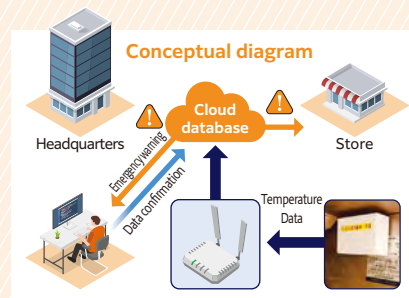 Conceptual diagram
Cloud
database
Headquarters
Store
Emergency warning
Data confirmation
Temperature
Data